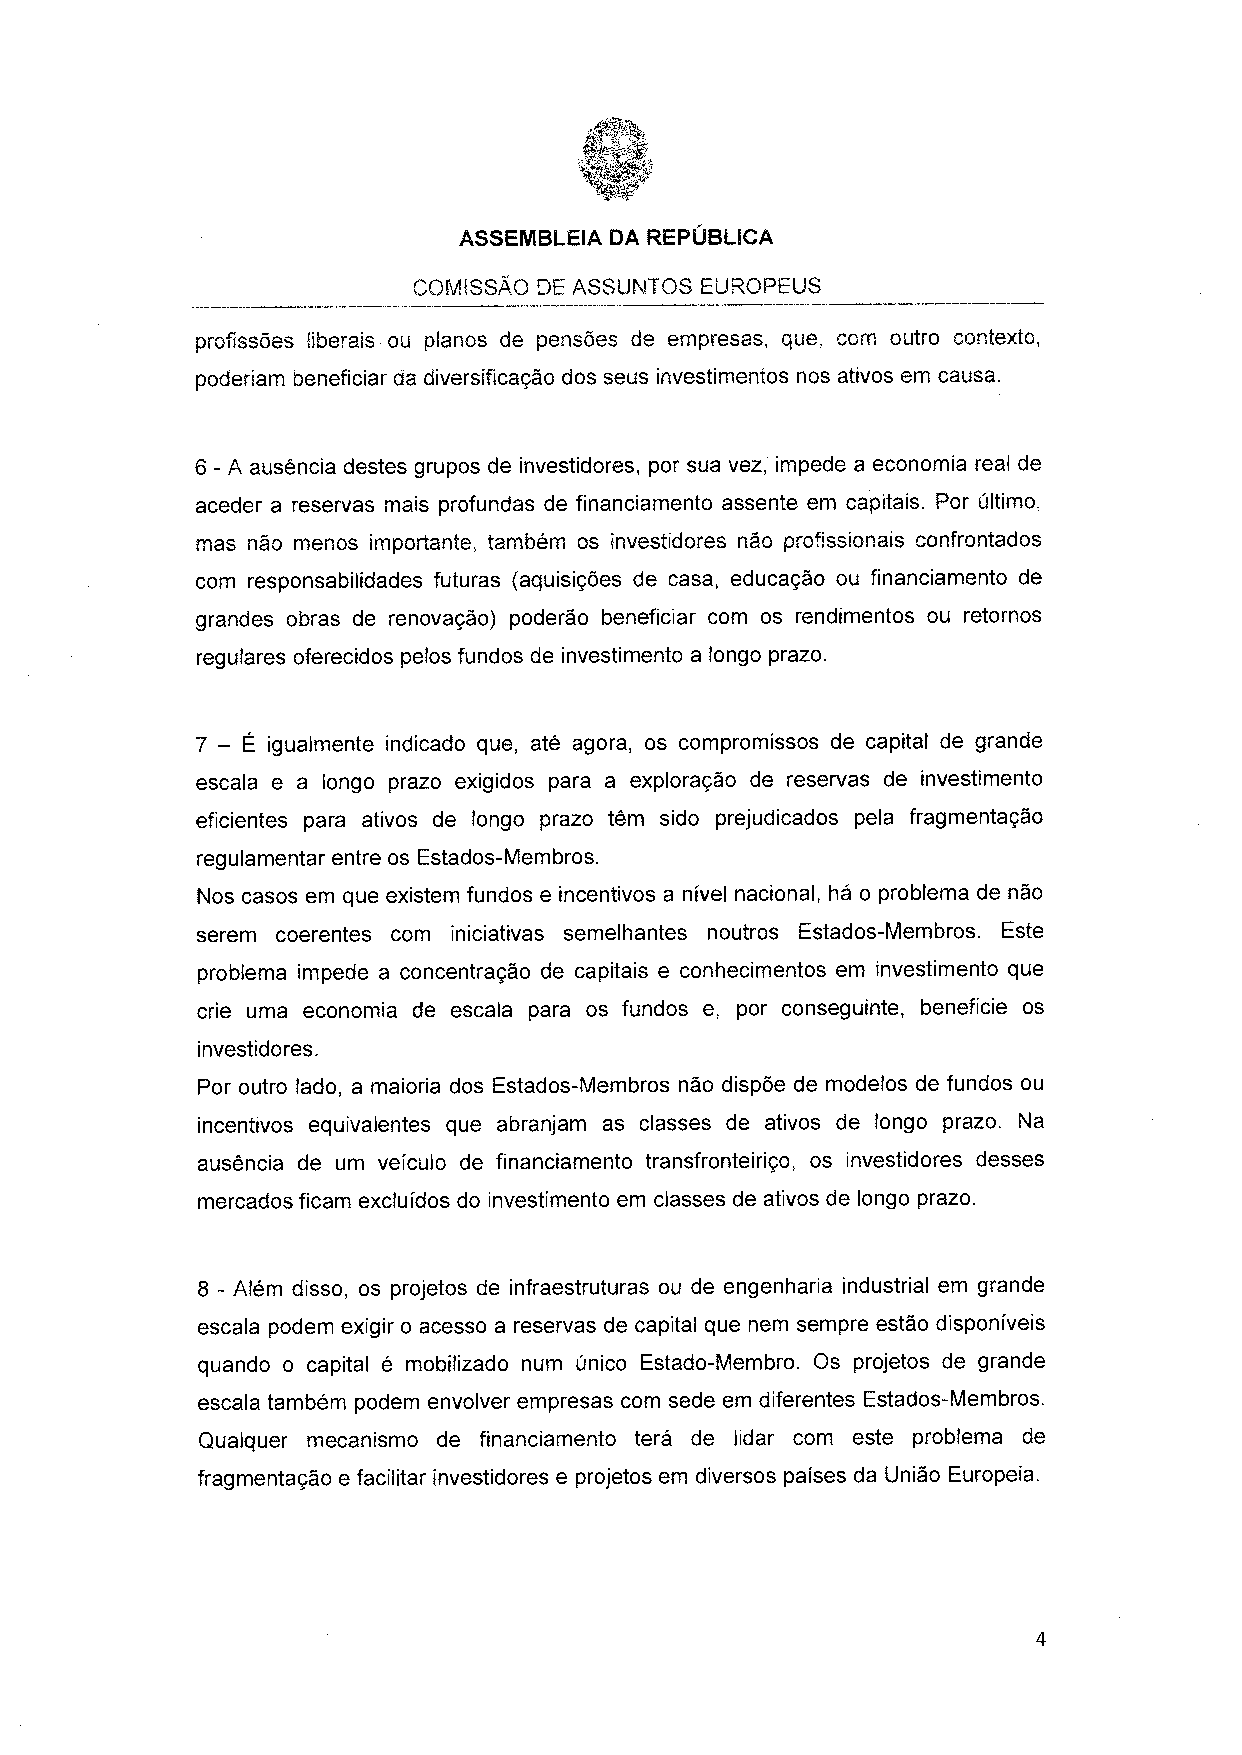 ASSEMBLEIA DA REPÚBLICA
COMISSÃO DE ASSUNTOS EUROPEUS
profissões liberais ou planos de pensões de empresas, que, com outro contexto,
poderiam beneficiar da diversificação dos seus investimentos nos ativos em causa.
6 - A ausência destes grupos de investidores, por sua vez, impede a economia real de
aceder a reservas mais profundas de financiamento assente em capitais. Por último,
mas não menos importante, também os investidores não profissionais confrontados
com responsabilidades futuras (aquisições de casa, educação ou financiamento de
grandes obras de renovação) poderão beneficiar com os rendimentos ou retornos
regulares oferecidos pelos fundos de investimento a longo prazo.
7 – É igualmente indicado que, até agora, os compromissos de capital de grande
escala e a longo prazo exigidos para a exploração de reservas de investimento
eficientes para ativos de longo prazo têm sido prejudicados pela fragmentação
regulamentar entre os Estados-Membros.
Nos casos em que existem fundos e incentivos a nível nacional, há o problema de não
serem coerentes com iniciativas semelhantes noutros Estados-Membros. Este
problema impede a concentração de capitais e conhecimentos em investimento que
crie uma economia de escala para os fundos e, por conseguinte, beneficie os
investidores.
Por outro lado, a maioria dos Estados-Membros não dispõe de modelos de fundos ou
incentivos equivalentes que abranjam as classes de ativos de longo prazo. Na
ausência de um veículo de financiamento transfronteiriço, os investidores desses
mercados ficam excluídos do investimento em classes de ativos de longo prazo.
8 - Além disso, os projetos de infraestruturas ou de engenharia industrial em grande
escala podem exigir o acesso a reservas de capital que nem sempre estão disponíveis
quando o capital é mobilizado num único Estado-Membro. Os projetos de grande
escala também podem envolver empresas com sede em diferentes Estados-Membros.
Qualquer mecanismo de financiamento terá de lidar com este problema de
fragmentação e facilitar investidores e projetos em diversos países da União Europeia.
4